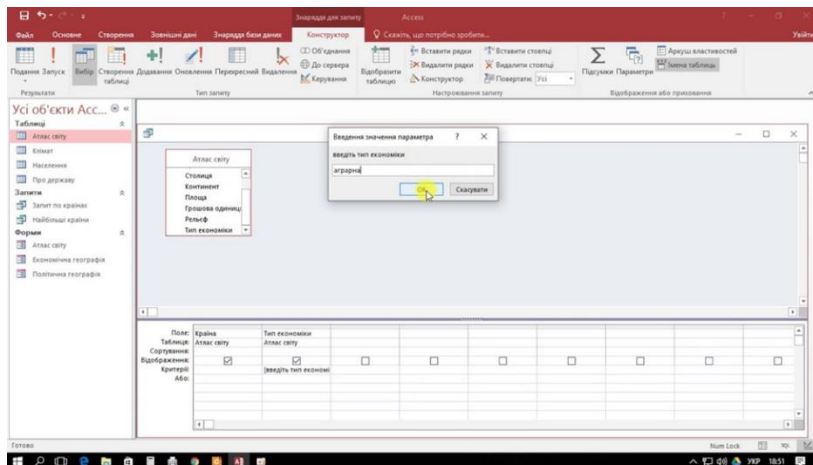 Знаряддя для запиту
Access
Файл Основне Створення Зовнішні дані Знаряддя бази даних Конструктор Скажіть, що потрібно зробити... Увійти
Подання Запуск Вибір Створення таблиці Додавання Оновлення Перехресний Видалення
Об'єднання
До сервера
Керування
Відобразити таблицю
Вставити рядки
Видалити рядки
Конструктор
Вставити стовпці
Видалити стовпці
Повертати: Усі
Підсумки Параметри
Аркуш властивостей
Імена таблиць
Результати Тип запиту Настроювання запиту Відображення або приховання
Усі об'єкти Acc...
Таблиці
Атлас світу
Клімат
Населення
Про державу
Запити
Запит по країнах
Найбільші країни
Форми
Атлас світу
Економічна географія
Політична географія
Атлас світу
Столиця
Континент
Площа
Грошова одиниц
Рельєф
Тип економіки
Введення значення параметра ? ×
введіть тип економіки
аграрна
ОК Скасувати
Поле: Країна Тип економіки
Таблиця: Атлас світу Атлас світу
Сортування:
Відображення:
Критерії: [введіть тип економі
Або:
Готово Num Lock
УКР 18:51